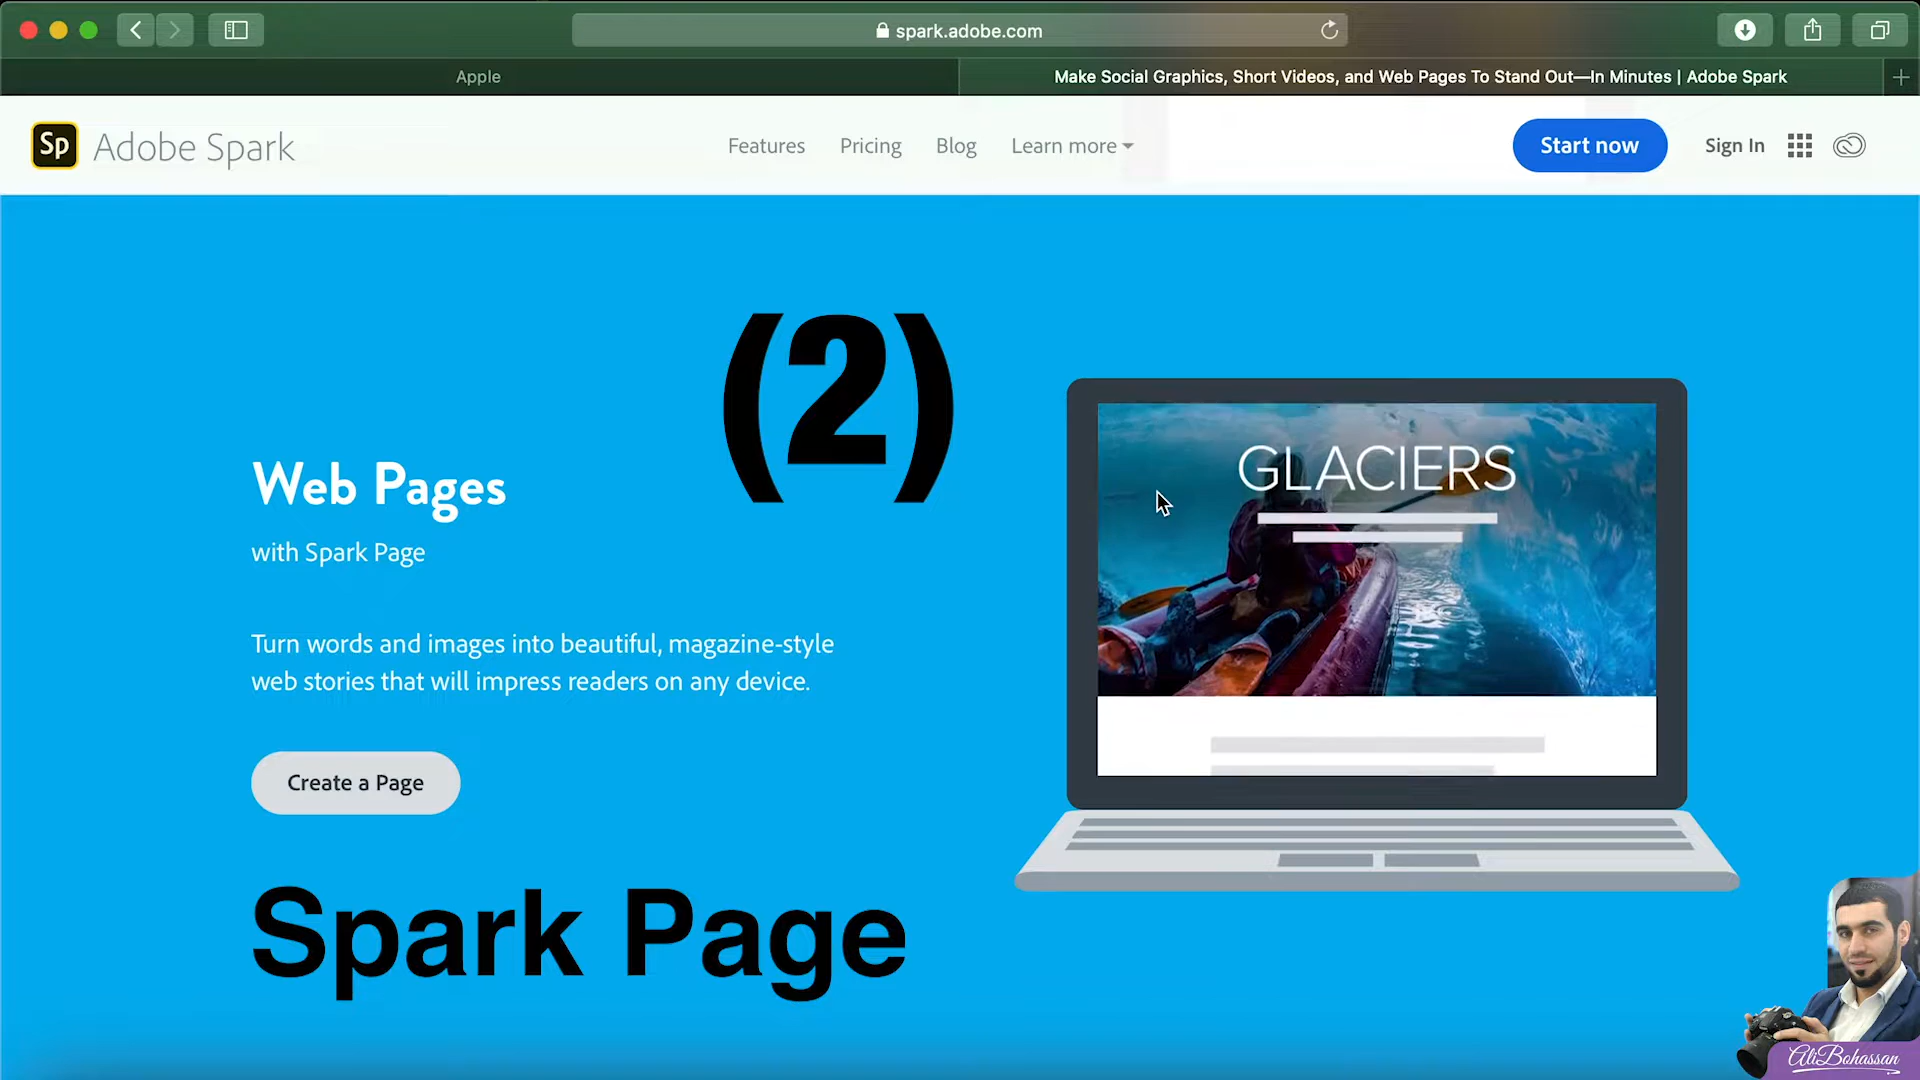 spark.adobe.com
Apple
Make Social Graphics, Short Videos, and Web Pages To Stand Out—In Minutes | Adobe Spark
Sp Adobe Spark
Features Pricing Blog Learn more
Start now
Sign In
(2)
GLACIERS
Web Pages
with Spark Page
Turn words and images into beautiful, magazine-style
web stories that will impress readers on any device.
Create a Page
Spark Page
AliBohassan